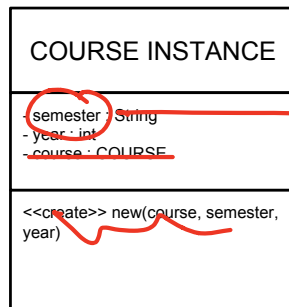 COURSE INSTANCE
- semester : String
- year : int
- course : COURSE
<<create>> new(course, semester,
year)